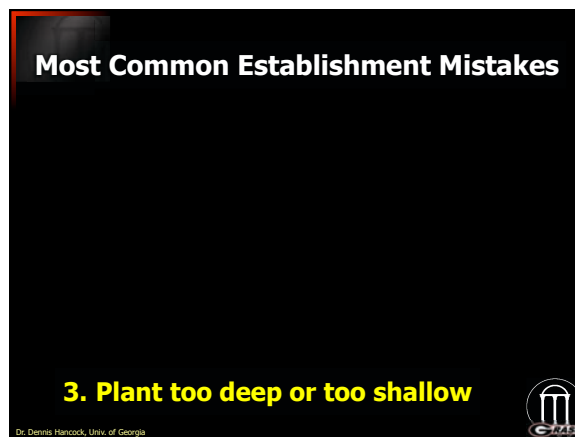 Most Common Establishment Mistakes
3. Plant too deep or too shallow
Dr. Dennis Hancock, Univ. of Georgia